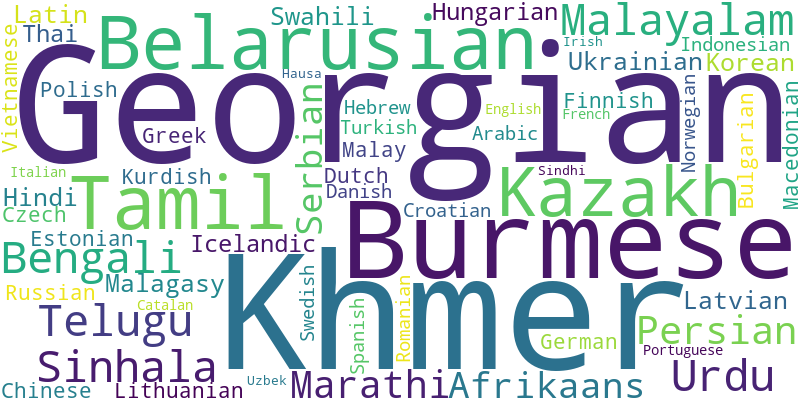 Latin
Swahili
Hungarian
Malayalam
Thai
Belarusian
Irish
Indonesian
Vietnamese
Georgian
Ukrainian
Korean
Hausa
Polish
Hebrew
English
Finnish
Norwegian
Macedonian
Greek
Turkish
French
Arabic
Serbian
Malay
Bulgarian
Italian
Kurdish
Dutch
Sindhi
Hindi
Tamil
Danish
Kazakh
Czech
Croatian
Estonian
Icelandic
Burmese
Bengali
Malagasy
Khmer
Swedish
Russian
Catalan
Spanish
Romanian
Latvian
Telugu
German
Persian
Sinhala
Portuguese
Chinese
Lithuanian
Uzbek
Marathi
Afrikaans
Urdu